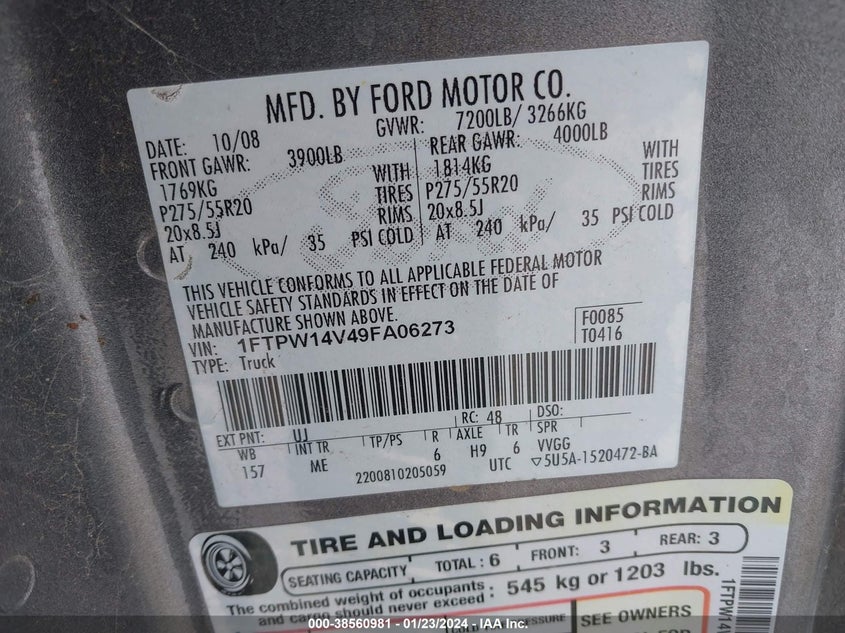 MFD. BY FORD MOTOR CO.
DATE: 10/08 GVWR: 7200LB/ 3266KG
FRONT GAWR: 3900LB REAR GAWR: 4000LB
1769KG WITH 1814KG WITH
P275/55R20 TIRES P275/55R20 TIRES
20x8.5J RIMS 20x8.5J RIMS
AT 240 kPa/ 35 PSI COLD AT 240 kPa/ 35 PSI COLD
THIS VEHICLE CONFORMS TO ALL APPLICABLE FEDERAL MOTOR
VEHICLE SAFETY STANDARDS IN EFFECT ON THE DATE OF
MANUFACTURE SHOWN ABOVE.
VIN: 1FTPW14V49FA06273 F0085
TYPE: Truck T0416
EXT PNT: UJ RC: 48 DSO:
WB INT TR TP/PS R AXLE TR SPR
157 ME 6 H9 6 VVGG
2200810205059 UTC ▽5U5A-1520472-BA
TIRE AND LOADING INFORMATION
SEATING CAPACITY TOTAL : 6 FRONT: 3 REAR: 3
The combined weight of occupants and cargo should never exceed : 545 kg or 1203 lbs.
SEE OWNERS
1FTPW14
000-38560981 - 01/23/2024 - IAA Inc.